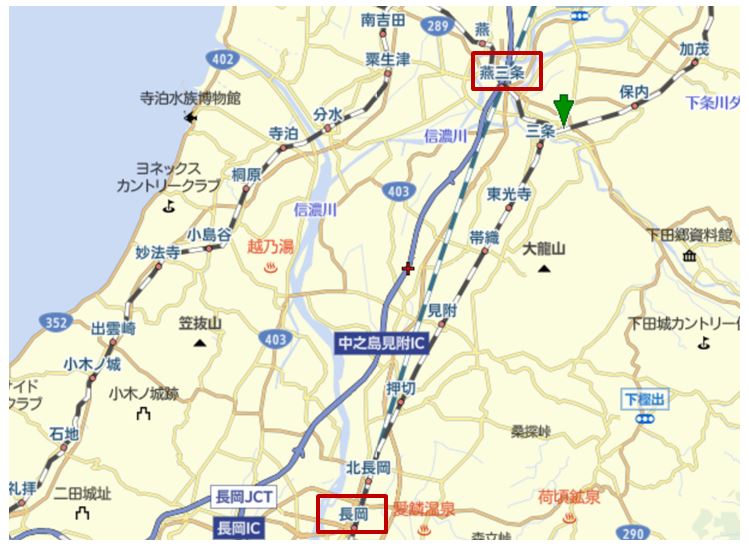 南吉田
289
燕
402
粟生津
燕三条
加茂
寺泊水族博物館
保内
下条川ダ
分水
三条
寺泊
信濃川
ヨネックス
カントリークラブ
桐原
403
東光寺
信濃川
小島谷
帯織
越乃湯
大龍山
下田郷資料館
妙法寺
見附
352
出雲崎
笠抜山
403
中之島見附IC
下田城カントリー倶
小木ノ城
イド
クラブ
小木ノ城跡
押切
下樫出
石地
桑探峠
北長岡
礼拝
二田城址
長岡JCT
長岡
長岡IC
荷頃鉱泉
290